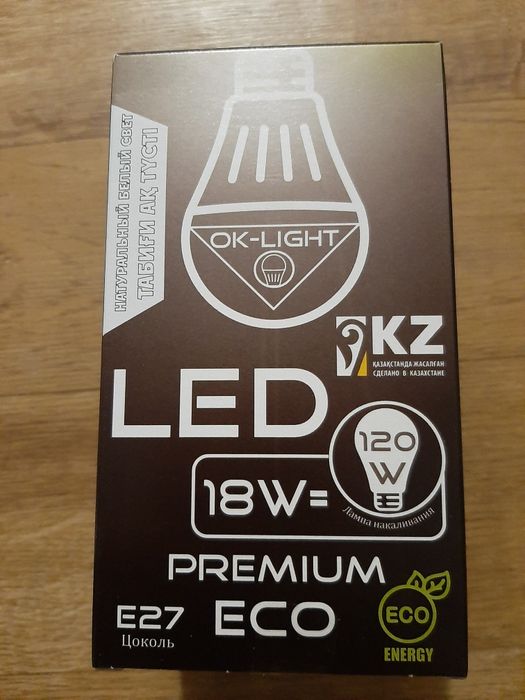 НАТУРАЛЬНЫЙ БЕЛЫЙ СВЕТ
ТАБИҒИ АҚ ТҮСТІ
OK-LIGHT
KZ
ҚАЗАҚСТАНДА ЖАСАЛҒАН
СДЕЛАНО В КАЗАХСТАНЕ
LED
120
W
18W=
Лампа накаливания
PREMIUM
ECO
E27
Цоколь
ECO
ENERGY